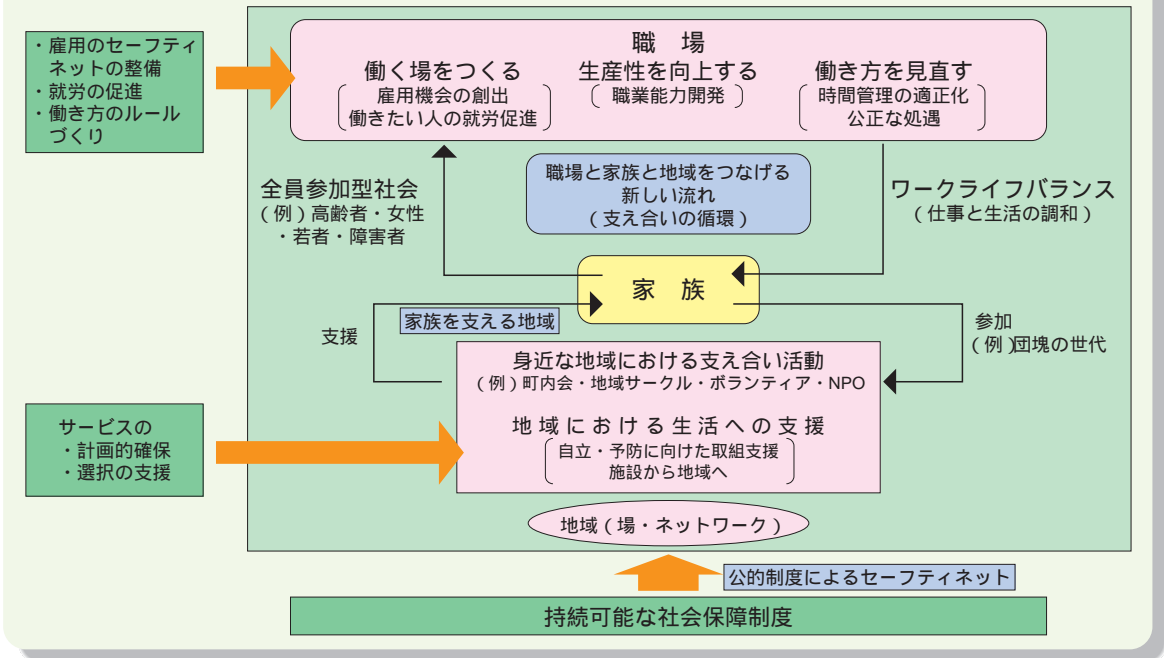 ・雇用のセーフティ
ネットの整備
・就労の促進
・働き方のルール
づくり
職　場
働く場をつくる
雇用機会の創出
働きたい人の就労促進
生産性を向上する
職業能力開発
働き方を見直す
時間管理の適正化
公正な処遇
全員参加型社会
（例）高齢者・女性
・若者・障害者
職場と家族と地域をつなげる
新しい流れ
（支え合いの循環）
ワークライフバランス
（仕事と生活の調和）
家　族
支援
家族を支える地域
参加
（例）団塊の世代
身近な地域における支え合い活動
（例）町内会・地域サークル・ボランティア・NPO
地域における生活への支援
自立・予防に向けた取組支援
施設から地域へ
サービスの
・計画的確保
・選択の支援
地域（場・ネットワーク）
公的制度によるセーフティネット
持続可能な社会保障制度